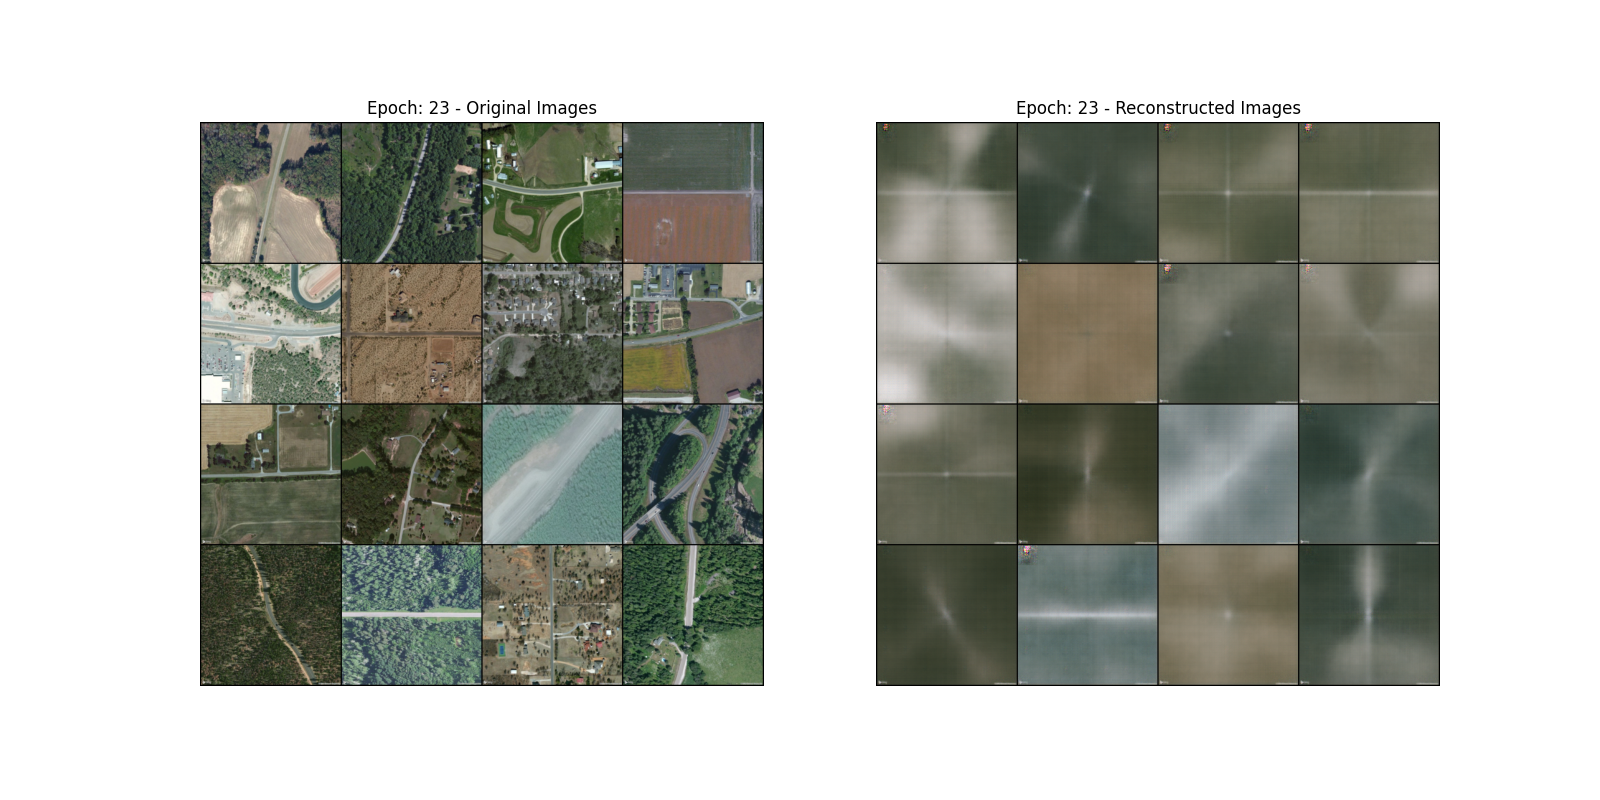 Epoch: 23 - Original Images
Epoch: 23 - Reconstructed Images